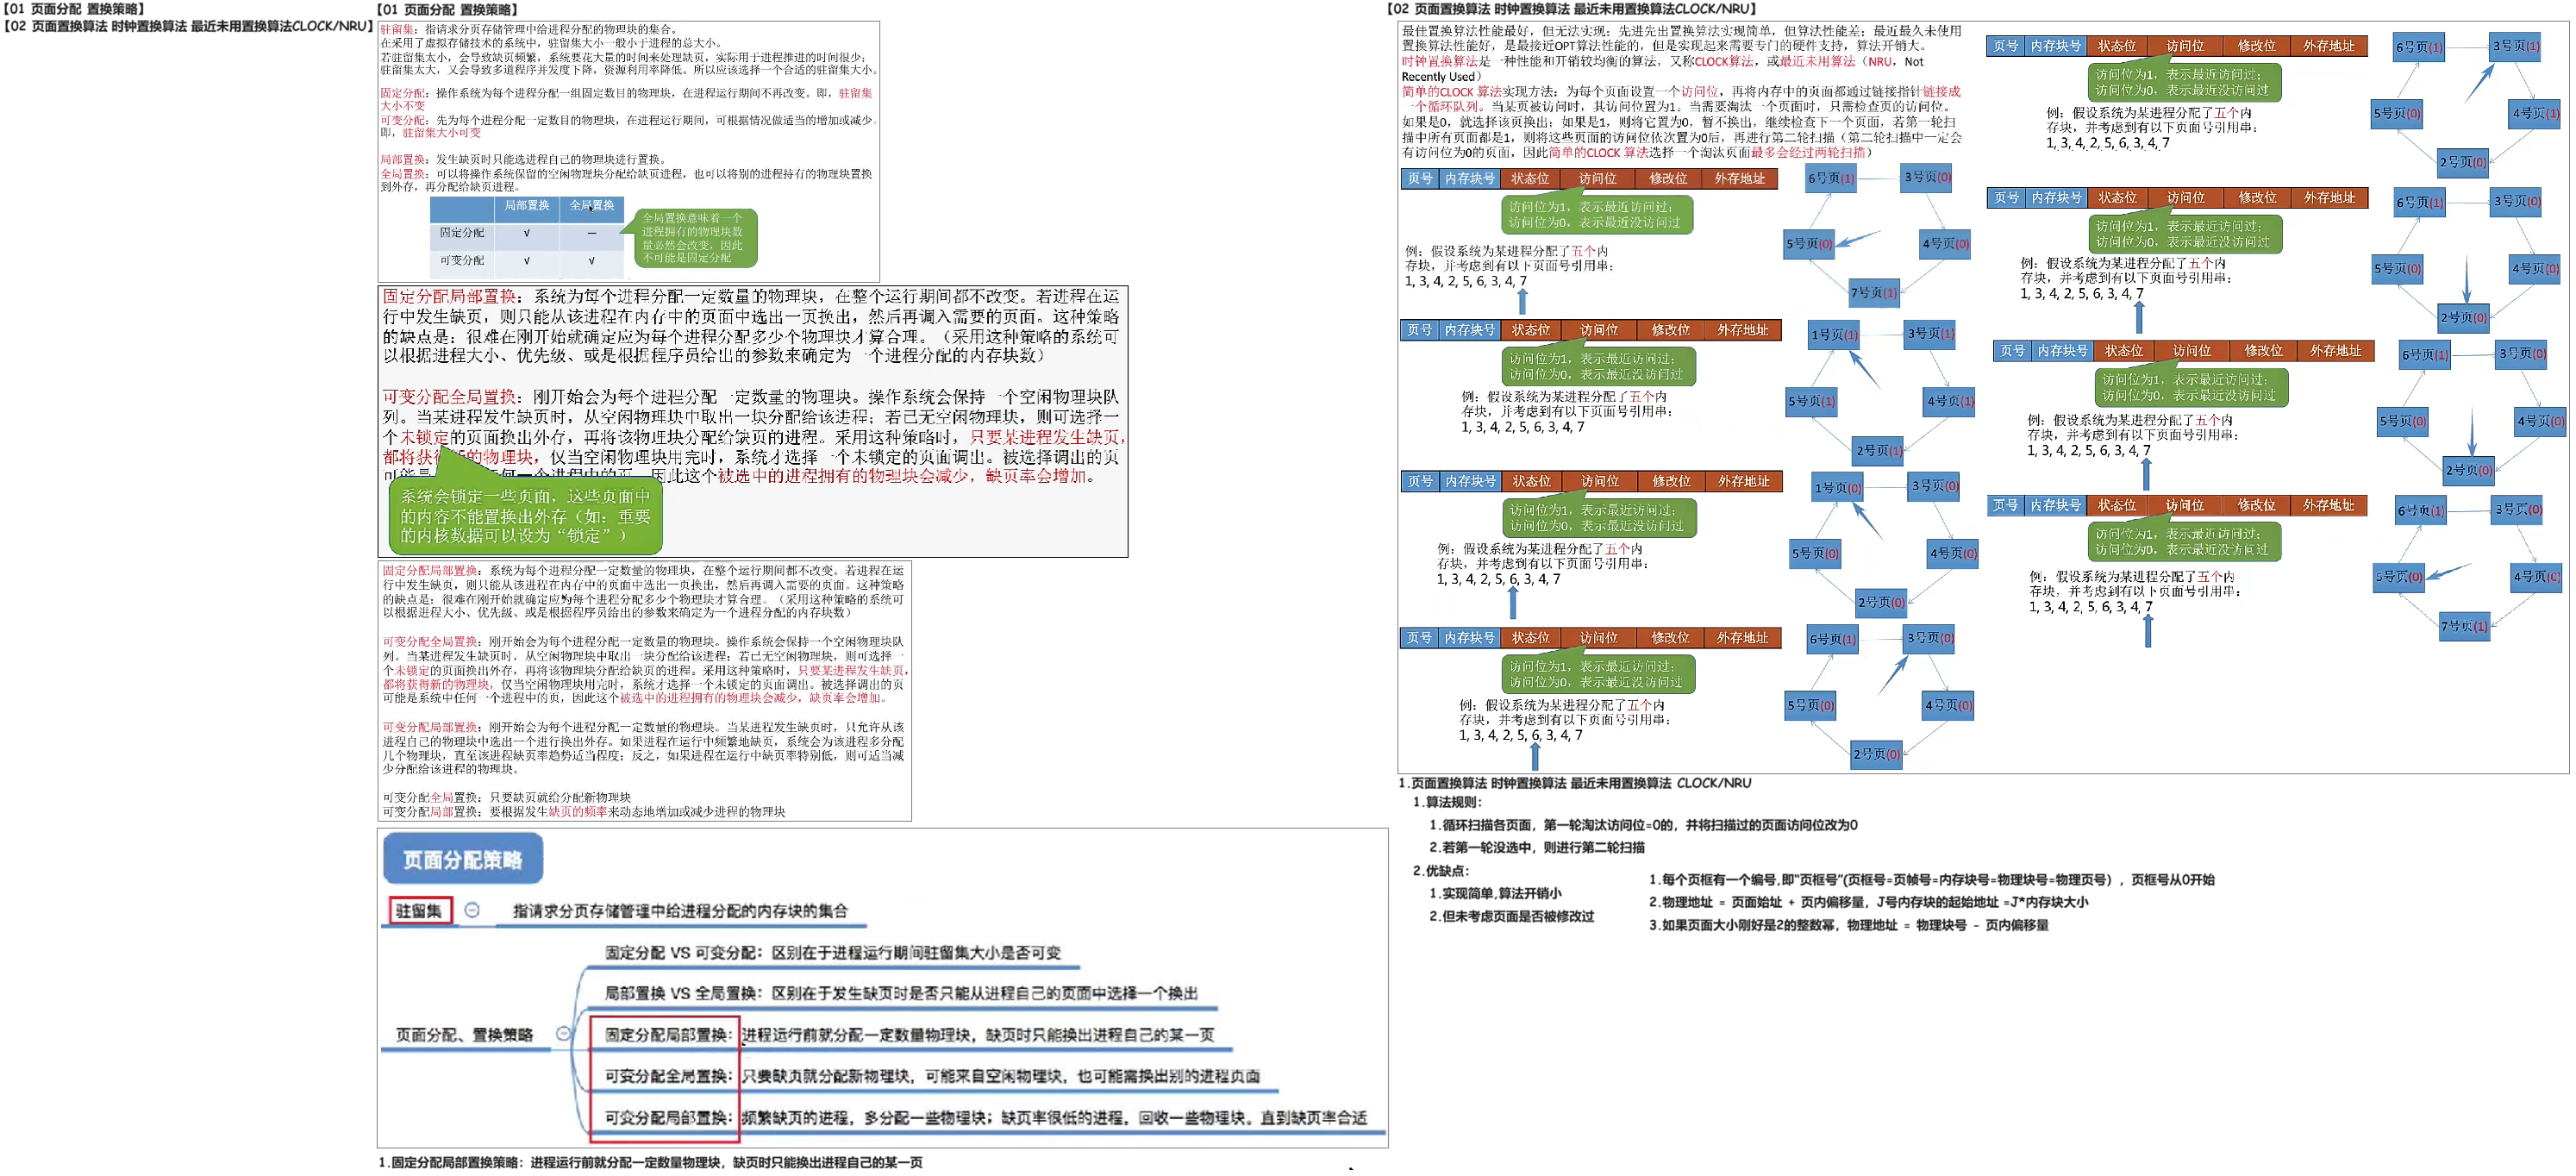 【01 页面分配 置换策略】
【02 页面置换算法 时钟置换算法 最近未用置换算法CLOCK/NRU】
【01 页面分配 置换策略】
驻留集：指请求分页存储管理中给进程分配的物理块的集合。
在采用了虚拟存储技术的系统中，驻留集大小一般小于进程的总大小。
若驻留集太小，会导致缺页频繁，系统要花大量的时间来处理缺页，实际用于进程推进的时间很少；
驻留集太大，又会导致多道程序并发度下降，资源利用率降低。所以应该选择一个合适的驻留集大小。
固定分配：操作系统为每个进程分配一组固定数目的物理块，在进程运行期间不再改变。即，驻留集
大小不变
可变分配：先为每个进程分配一定数目的物理块，在进程运行期间，可根据情况做适当的增加或减少。
即，驻留集大小可变
局部置换：发生缺页时只能选进程自己的物理块进行置换。
全局置换：可以将操作系统保留的空闲物理块分配给缺页进程，也可以将别的进程持有的物理块置换
到外存，再分配给缺页进程。
局部置换 全局置换
固定分配 √ —
可变分配 √ √
全局置换意味着一个
进程拥有的物理块数
量必然会改变，因此
不可能是固定分配
固定分配局部置换：系统为每个进程分配一定数量的物理块，在整个运行期间都不改变。若进程在运
行中发生缺页，则只能从该进程在内存中的页面中选出一页换出，然后再调入需要的页面。这种策略
的缺点是：很难在刚开始就确定应为每个进程分配多少个物理块才算合理。（采用这种策略的系统可
以根据进程大小、优先级、或是根据程序员给出的参数来确定为一个进程分配的内存块数）
可变分配全局置换：刚开始会为每个进程分配一定数量的物理块。操作系统会保持一个空闲物理块队
列。当某进程发生缺页时，从空闲物理块中取出一块分配给该进程；若已无空闲物理块，则可选择一
个未锁定的页面换出外存，再将该物理块分配给缺页的进程。采用这种策略时，只要某进程发生缺页，
都将获得新的物理块，仅当空闲物理块用完时，系统才选择一个未锁定的页面调出。被选择调出的页
因此这个被选中的进程拥有的物理块会减少，缺页率会增加。
系统会锁定一些页面，这些页面中
的内容不能置换出外存（如：重要
的内核数据可以设为“锁定”）
固定分配局部置换：系统为每个进程分配一定数量的物理块，在整个运行期间都不改变。若进程在运
行中发生缺页，则只能从该进程在内存中的页面中选出一页换出，然后再调入需要的页面。这种策略
的缺点是：很难在刚开始就确定应为每个进程分配多少个物理块才算合理。（采用这种策略的系统可
以根据进程大小、优先级、或是根据程序员给出的参数来确定为一个进程分配的内存块数）
可变分配全局置换：刚开始会为每个进程分配一定数量的物理块。操作系统会保持一个空闲物理块队
列。当某进程发生缺页时，从空闲物理块中取出一块分配给该进程；若已无空闲物理块，则可选择一
个未锁定的页面换出外存，再将该物理块分配给缺页的进程。采用这种策略时，只要某进程发生缺页，
都将获得新的物理块，仅当空闲物理块用完时，系统才选择一个未锁定的页面调出。被选择调出的页
可能是系统中任何一个进程中的页，因此这个被选中的进程拥有的物理块会减少，缺页率会增加。
可变分配局部置换：刚开始会为每个进程分配一定数量的物理块。当某进程发生缺页时，只允许从该
进程自己的物理块中选出一个进行换出外存。如果进程在运行中频繁地缺页，系统会为该进程多分配
几个物理块，直至该进程缺页率趋势适当程度；反之，如果进程在运行中缺页率特别低，则可适当减
少分配给该进程的物理块。
可变分配全局置换：只要缺页就给分配新物理块
可变分配局部置换：要根据发生缺页的频率来动态地增加或减少进程的物理块
页面分配策略
驻留集 指请求分页存储管理中给进程分配的内存块的集合
页面分配、置换策略
固定分配 VS 可变分配：区别在于进程运行期间驻留集大小是否可变
局部置换 VS 全局置换：区别在于发生缺页时是否只能从进程自己的页面中选择一个换出
固定分配局部置换：进程运行前就分配一定数量物理块，缺页时只能换出进程自己的某一页
可变分配全局置换：只要缺页就分配新物理块，可能来自空闲物理块，也可能需换出别的进程页面
可变分配局部置换：频繁缺页的进程，多分配一些物理块；缺页率很低的进程，回收一些物理块。直到缺页率合适
1.固定分配局部置换策略：进程运行前就分配一定数量物理块，缺页时只能换出进程自己的某一页
【02 页面置换算法 时钟置换算法 最近未用置换算法CLOCK/NRU】
最佳置换算法性能最好，但无法实现；先进先出置换算法实现简单，但算法性能差；最近最久未使用
置换算法性能好，是最接近OPT算法性能的，但是实现起来需要专门的硬件支持，算法开销大。
时钟置换算法是一种性能和开销较均衡的算法，又称CLOCK算法，或最近未用算法（NRU，Not
Recently Used）
简单的CLOCK 算法实现方法：为每个页面设置一个访问位，再将内存中的页面都通过链接指针链接成
一个循环队列。当某页被访问时，其访问位置为1。当需要淘汰一个页面时，只需检查页的访问位。
如果是0，就选择该页换出；如果是1，则将它置为0，暂不换出，继续检查下一个页面，若第一轮扫
描中所有页面都是1，则将这些页面的访问位依次置为0后，再进行第二轮扫描（第二轮扫描中一定会
有访问位为0的页面，因此简单的CLOCK 算法选择一个淘汰页面最多会经过两轮扫描）
页号 内存块号 状态位 访问位 修改位 外存地址
访问位为1，表示最近访问过；
访问位为0，表示最近没访问过
例：假设系统为某进程分配了五个内
存块，并考虑到有以下页面号引用串：
1, 3, 4, 2, 5, 6, 3, 4, 7
6号页(1) 3号页(0)
5号页(0) 4号页(0)
7号页(1)
页号 内存块号 状态位 访问位 修改位 外存地址
访问位为1，表示最近访问过；
访问位为0，表示最近没访问过
例：假设系统为某进程分配了五个内
存块，并考虑到有以下页面号引用串：
1, 3, 4, 2, 5, 6, 3, 4, 7
1号页(1) 3号页(1)
5号页(1) 4号页(1)
2号页(1)
页号 内存块号 状态位 访问位 修改位 外存地址
访问位为1，表示最近访问过；
访问位为0，表示最近没访问过
例：假设系统为某进程分配了五个内
存块，并考虑到有以下页面号引用串：
1, 3, 4, 2, 5, 6, 3, 4, 7
1号页(0) 3号页(0)
5号页(0) 4号页(0)
2号页(0)
页号 内存块号 状态位 访问位 修改位 外存地址
访问位为1，表示最近访问过；
访问位为0，表示最近没访问过
例：假设系统为某进程分配了五个内
存块，并考虑到有以下页面号引用串：
1, 3, 4, 2, 5, 6, 3, 4, 7
6号页(1) 3号页(0)
5号页(0) 4号页(0)
2号页(0)
页号 内存块号 状态位 访问位 修改位 外存地址
访问位为1，表示最近访问过；
访问位为0，表示最近没访问过
例：假设系统为某进程分配了五个内
存块，并考虑到有以下页面号引用串：
1, 3, 4, 2, 5, 6, 3, 4, 7
6号页(1) 3号页(1)
5号页(0) 4号页(1)
2号页(0)
页号 内存块号 状态位 访问位 修改位 外存地址
访问位为1，表示最近访问过；
访问位为0，表示最近没访问过
例：假设系统为某进程分配了五个内
存块，并考虑到有以下页面号引用串：
1, 3, 4, 2, 5, 6, 3, 4, 7
6号页(1) 3号页(0)
5号页(0) 4号页(0)
2号页(0)
页号 内存块号 状态位 访问位 修改位 外存地址
访问位为1，表示最近访问过；
访问位为0，表示最近没访问过
例：假设系统为某进程分配了五个内
存块，并考虑到有以下页面号引用串：
1, 3, 4, 2, 5, 6, 3, 4, 7
6号页(1) 3号页(0)
5号页(0) 4号页(0)
2号页(0)
页号 内存块号 状态位 访问位 修改位 外存地址
访问位为1，表示最近访问过；
访问位为0，表示最近没访问过
例：假设系统为某进程分配了五个内
存块，并考虑到有以下页面号引用串：
1, 3, 4, 2, 5, 6, 3, 4, 7
6号页(1) 3号页(0)
5号页(0) 4号页(0)
7号页(1)
1.页面置换算法 时钟置换算法 最近未用置换算法 CLOCK/NRU
1.算法规则：
1.循环扫描各页面，第一轮淘汰访问位=0的，并将扫描过的页面访问位改为0
2.若第一轮没选中，则进行第二轮扫描
2.优缺点：
1.实现简单,算法开销小
2.但未考虑页面是否被修改过
1.每个页框有一个编号,即“页框号”(页框号=页帧号=内存块号=物理块号=物理页号) ，页框号从0开始
2.物理地址 = 页面始址 + 页内偏移量，J号内存块的起始地址 =J*内存块大小
3.如果页面大小刚好是2的整数幂，物理地址 = 物理块号 - 页内偏移量